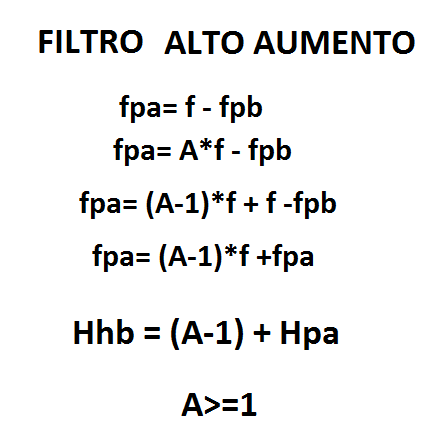 FILTRO ALTO AUMENTO
fpa= f - fpb
fpa= A*f - fpb
fpa= (A-1)*f + f -fpb
fpa= (A-1)*f +fpa
Hhb = (A-1) + Hpa
A>=1